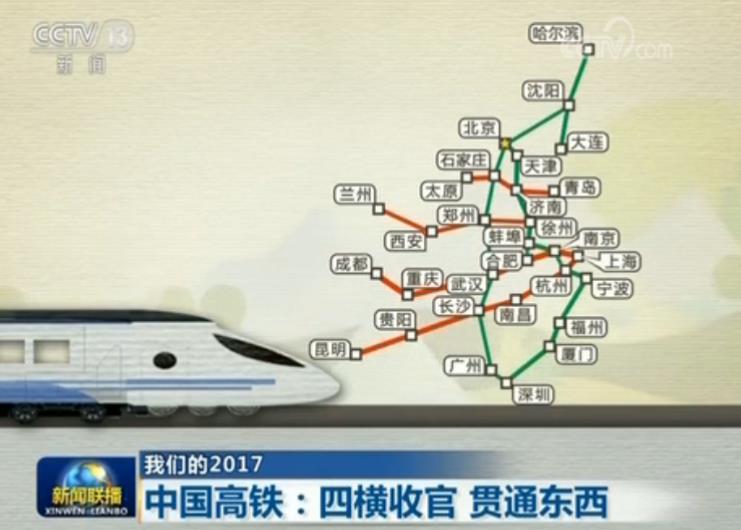 CCTV 13
新闻
CCTV.com
哈尔滨
沈阳
北京
大连
天津
石家庄
太原
青岛
济南
兰州
郑州
徐州
西安
蚌埠
南京
成都
合肥
上海
重庆
武汉
杭州
宁波
长沙
南昌
贵阳
福州
昆明
厦门
广州
深圳
新闻联播
XINWEN LIANBO
我们的2017
中国高铁：四横收官 贯通东西